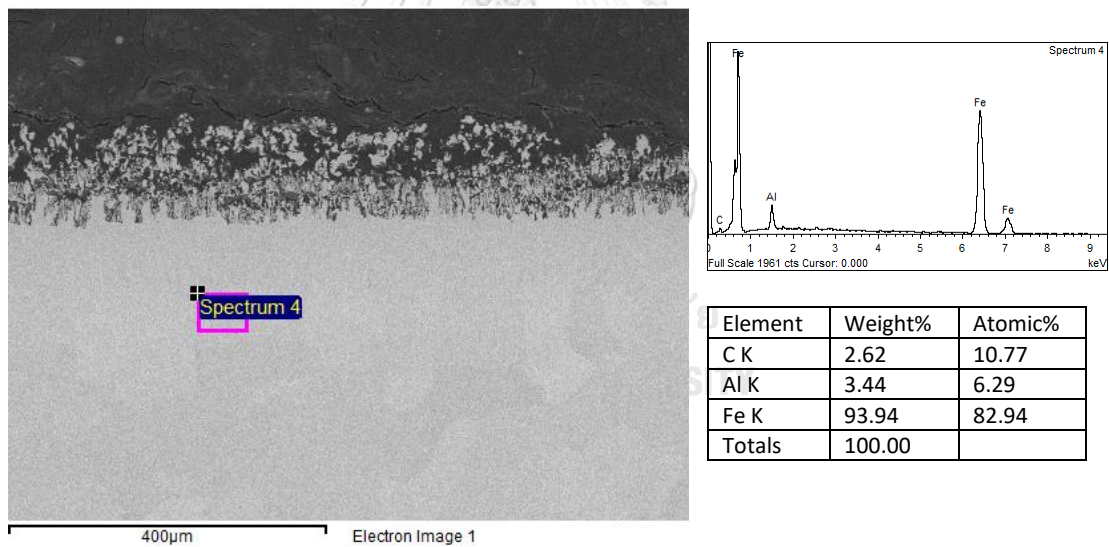 Spectrum 4
400µm
Electron Image 1
Spectrum 4
Fe
Fe
Al
Fe
C
0 1 2 3 4 5 6 7 8 9
Full Scale 1961 cts Cursor: 0.000 keV
Element Weight% Atomic%
C K 2.62 10.77
Al K 3.44 6.29
Fe K 93.94 82.94
Totals 100.00